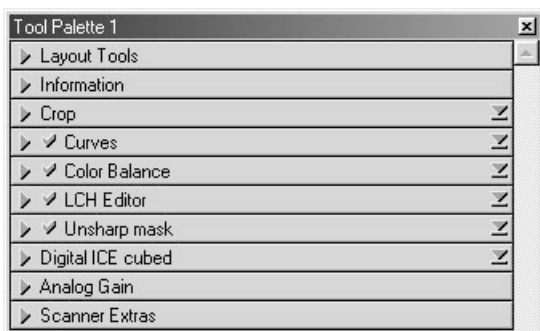 Tool Palette 1
Layout Tools
Information
Crop
Curves
Color Balance
LCH Editor
Unsharp mask
Digital ICE cubed
Analog Gain
Scanner Extras